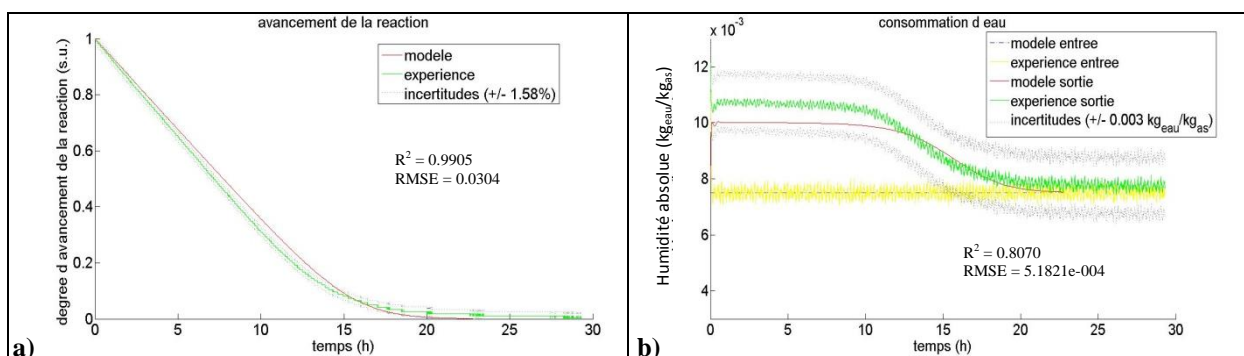 avancement de la reaction
degree d avancement de la reaction (s.u.)
1
0.8
0.6
0.4
0.2
0
modele
experience
incertitudes (+/- 1.58%)
R² = 0.9905
RMSE = 0.0304
0 5 10 15 20 25 30
temps (h)
a)
consommation d eau
x 10⁻³
Humidité absolue (kg_eau/kg_as)
12
10
8
6
4
modele entree
experience entree
modele sortie
experience sortie
incertitudes (+/- 0.003 kg_eau/kg_as)
R² = 0.8070
RMSE = 5.1821e-004
0 5 10 15 20 25 30
temps (h)
b)